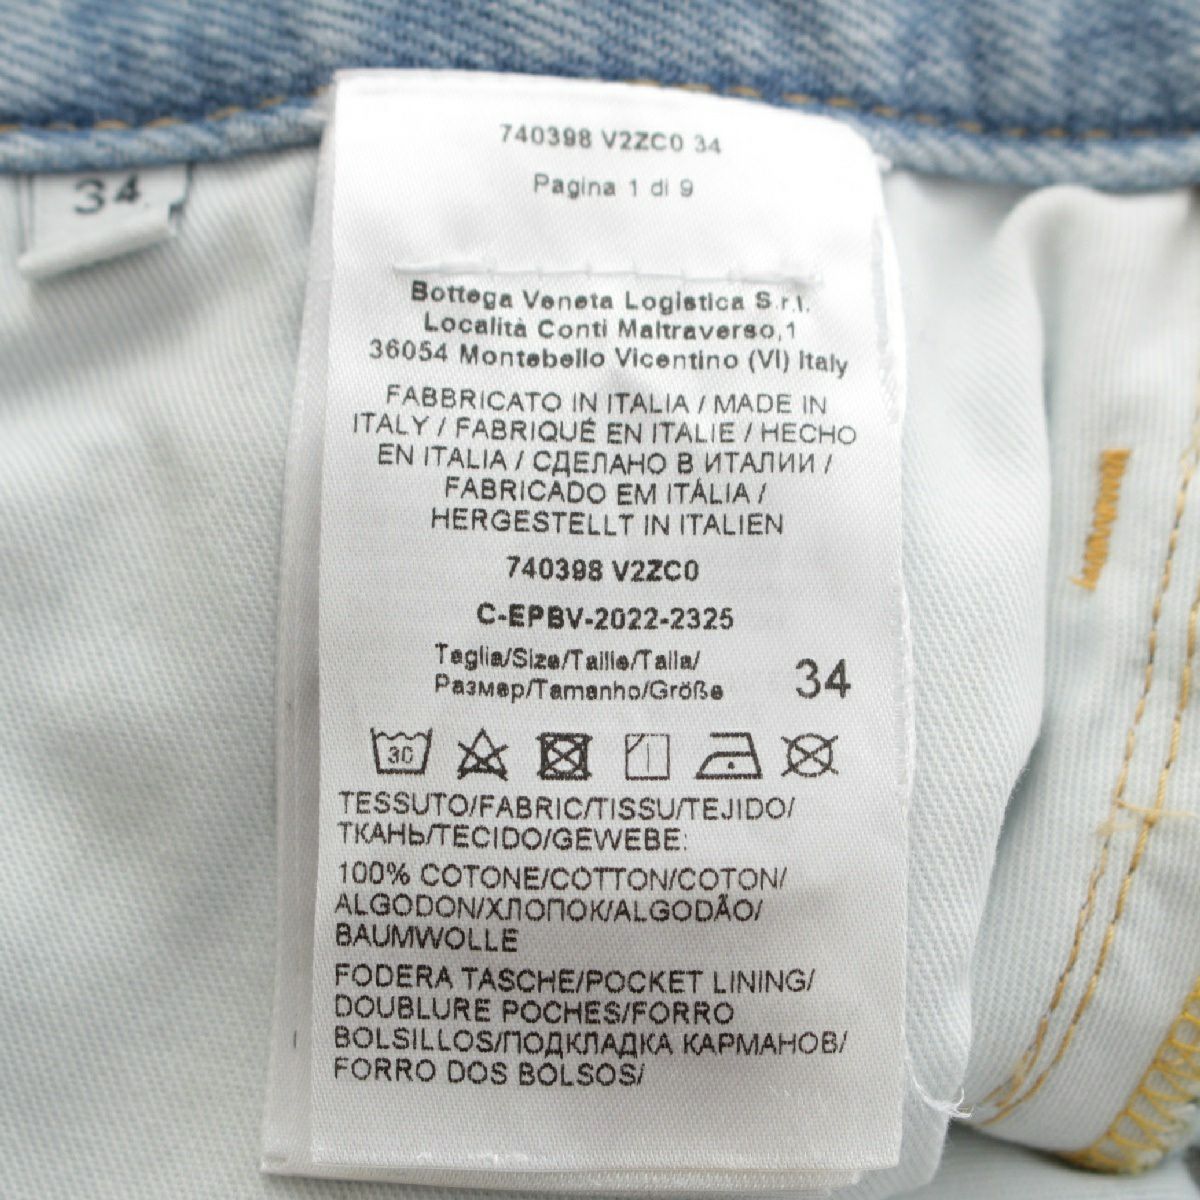 740398 V2ZC0 34
Pagina 1 di 9
34
Bottega Veneta Logistica S.r.l.
Località Conti Maltraverso,1
36054 Montebello Vicentino (VI) Italy
FABBRICATO IN ITALIA / MADE IN
ITALY / FABRIQUÉ EN ITALIE / HECHO
EN ITALIA / СДЕЛАНО В ИТАЛИИ /
FABRICADO EM ITÁLIA /
HERGESTELLT IN ITALIEN
740398 V2ZC0
C-EPBV-2022-2325
Taglia/Size/Taille/Talla/
Размер/Tamanho/Größe 34
30
TESSUTO/FABRIC/TISSU/TEJIDO/
ТКАНЬ/TECIDO/GEWEBE:
100% COTONE/COTTON/COTON/
ALGODON/ХЛОПОК/ALGODÃO/
BAUMWOLLE
FODERA TASCHE/POCKET LINING/
DOUBLURE POCHES/FORRO
BOLSILLOS/ПОДКЛАДКА КАРМАНОВ/
FORRO DOS BOLSOS/